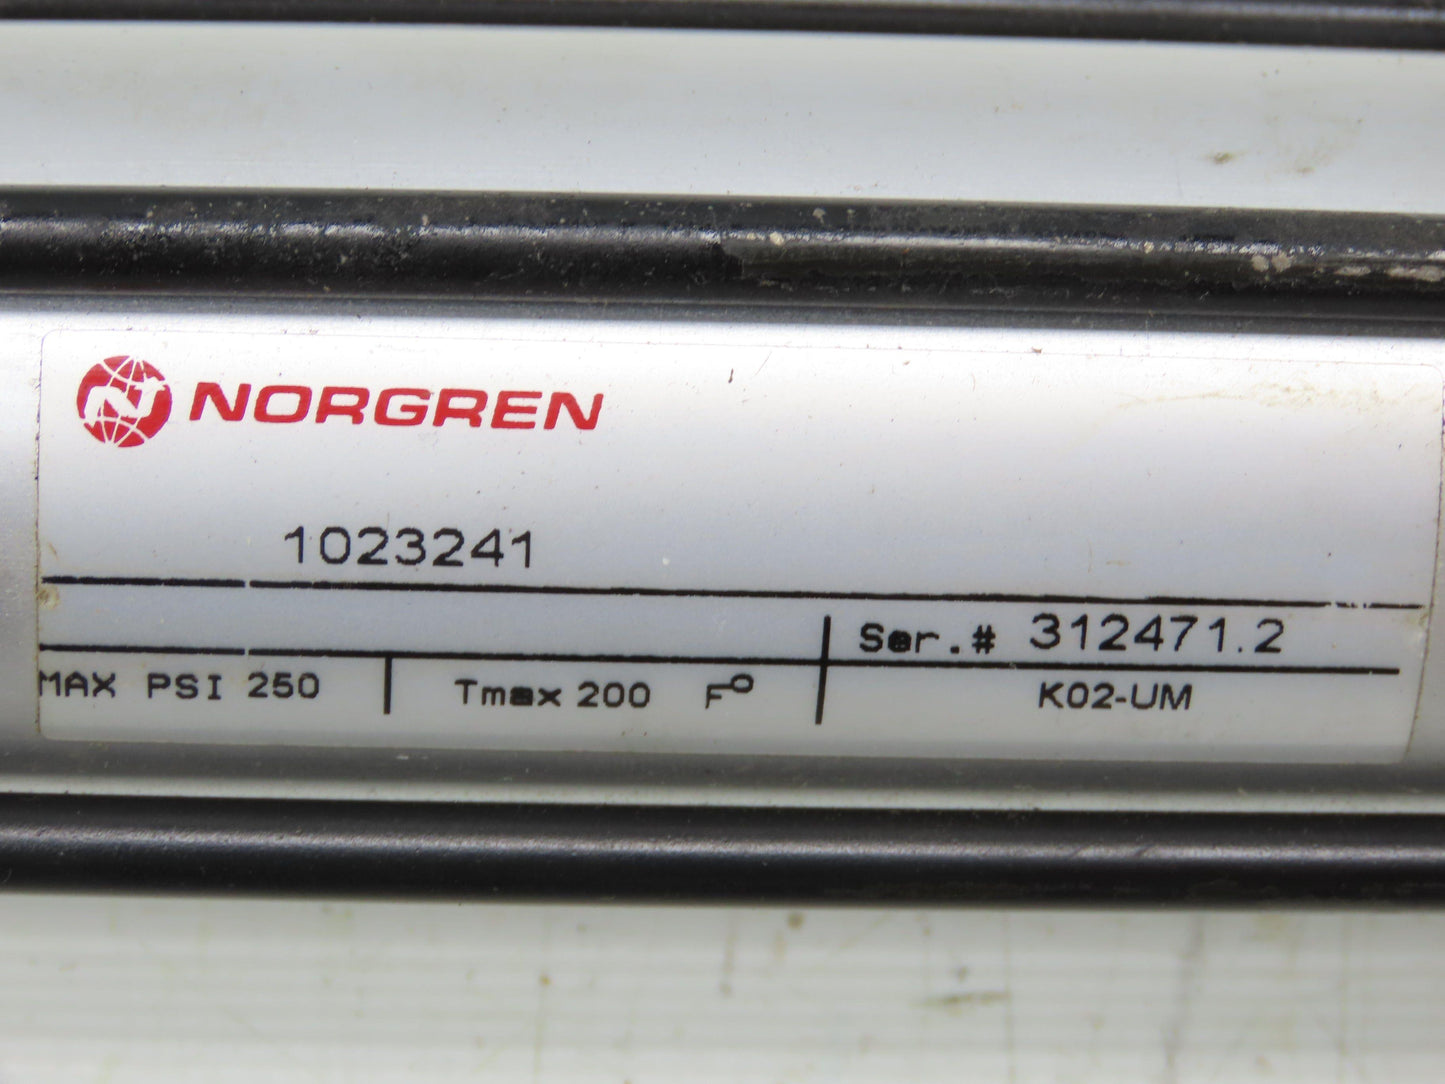 NORGREN
1023241
Ser.# 312471.2
MAX PSI 250 Tmax 200 F° K02-UM